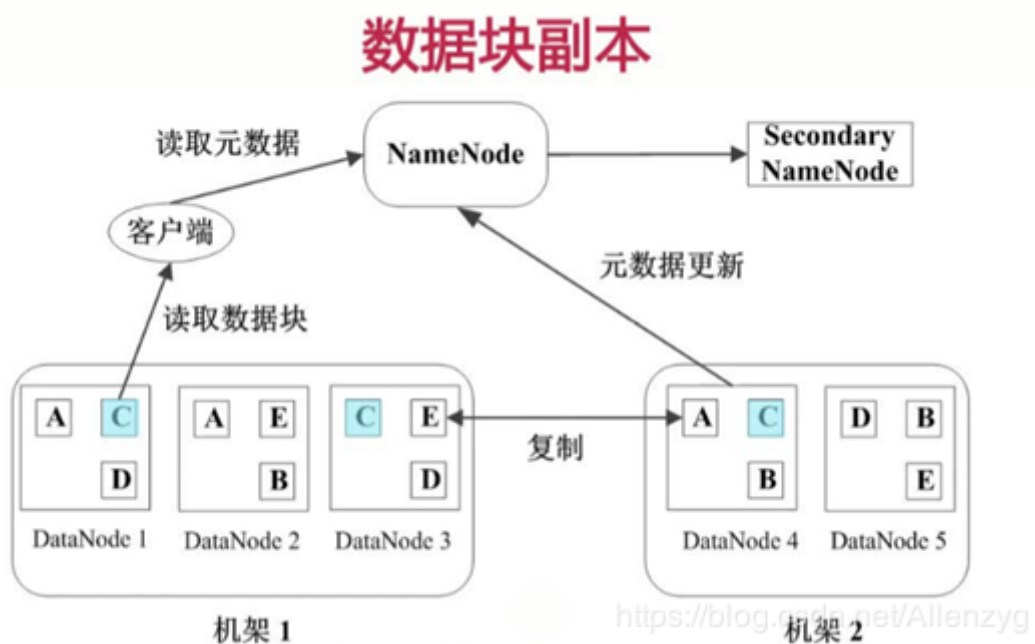 数据块副本
读取元数据
NameNode
Secondary
NameNode
客户端
元数据更新
读取数据块
A C
D
DataNode 1
A E
B
DataNode 2
C E
D
DataNode 3
复制
A C
B
DataNode 4
D B
E
DataNode 5
机架 1
机架 2
https://blog.csdn.net/Allenzyg